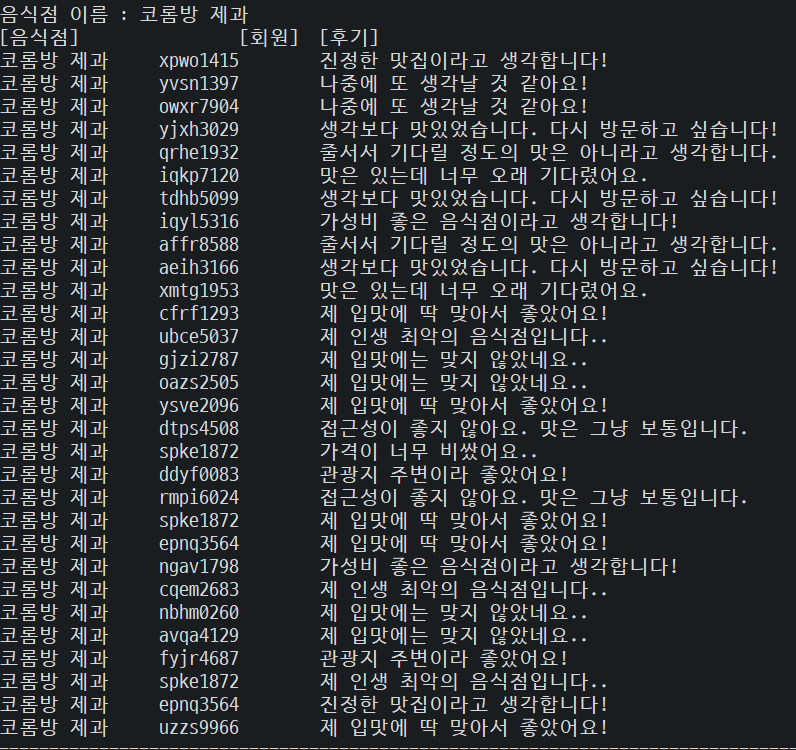 음식점 이름 : 코롬방 제과
[음식점] [회원] [후기]
코롬방 제과 xpwo1415 진정한 맛집이라고 생각합니다!
코롬방 제과 yvsn1397 나중에 또 생각날 것 같아요!
코롬방 제과 owxr7904 나중에 또 생각날 것 같아요!
코롬방 제과 yjxh3029 생각보다 맛있었습니다. 다시 방문하고 싶습니다!
코롬방 제과 qrhe1932 줄서서 기다릴 정도의 맛은 아니라고 생각합니다.
코롬방 제과 iqkp7120 맛은 있는데 너무 오래 기다렸어요.
코롬방 제과 tdhb5099 생각보다 맛있었습니다. 다시 방문하고 싶습니다!
코롬방 제과 iqyl5316 가성비 좋은 음식점이라고 생각합니다!
코롬방 제과 affr8588 줄서서 기다릴 정도의 맛은 아니라고 생각합니다.
코롬방 제과 aeih3166 생각보다 맛있었습니다. 다시 방문하고 싶습니다!
코롬방 제과 xmtg1953 맛은 있는데 너무 오래 기다렸어요.
코롬방 제과 cfrf1293 제 입맛에 딱 맞아서 좋았어요!
코롬방 제과 ubce5037 제 인생 최악의 음식점입니다..
코롬방 제과 gjzi2787 제 입맛에는 맞지 않았네요..
코롬방 제과 oazs2505 제 입맛에는 맞지 않았네요..
코롬방 제과 ysve2096 제 입맛에 딱 맞아서 좋았어요!
코롬방 제과 dtps4508 접근성이 좋지 않아요. 맛은 그냥 보통입니다.
코롬방 제과 spke1872 가격이 너무 비쌌어요..
코롬방 제과 ddyf0083 관광지 주변이라 좋았어요!
코롬방 제과 rmpi6024 접근성이 좋지 않아요. 맛은 그냥 보통입니다.
코롬방 제과 spke1872 제 입맛에 딱 맞아서 좋았어요!
코롬방 제과 epnq3564 제 입맛에 딱 맞아서 좋았어요!
코롬방 제과 ngav1798 가성비 좋은 음식점이라고 생각합니다!
코롬방 제과 cqem2683 제 인생 최악의 음식점입니다..
코롬방 제과 nbhm0260 제 입맛에는 맞지 않았네요..
코롬방 제과 avqa4129 제 입맛에는 맞지 않았네요..
코롬방 제과 fyjr4687 관광지 주변이라 좋았어요!
코롬방 제과 spke1872 제 인생 최악의 음식점입니다..
코롬방 제과 epnq3564 진정한 맛집이라고 생각합니다!
코롬방 제과 uzzs9966 제 입맛에 딱 맞아서 좋았어요!